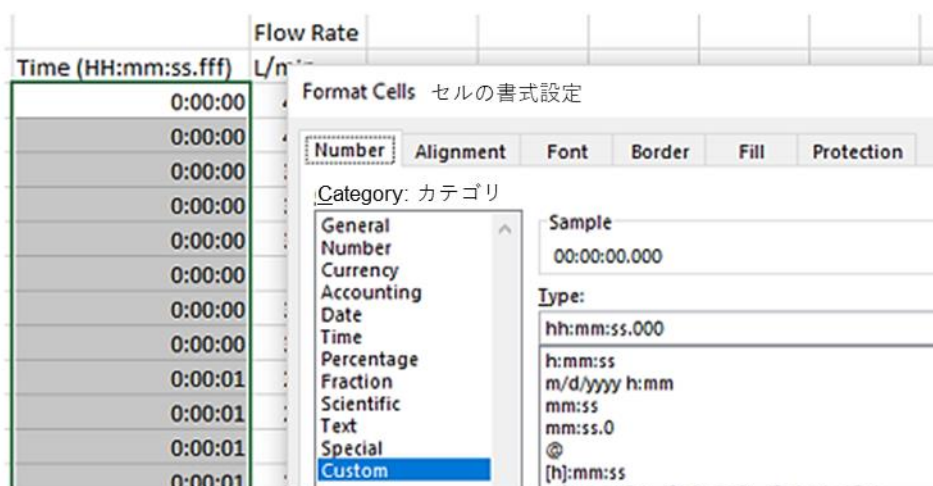 Flow Rate
Time (HH:mm:ss.fff)
0:00:00
0:00:00
0:00:00
0:00:00
0:00:00
0:00:00
0:00:00
0:00:00
0:00:01
0:00:01
0:00:01
0:00:01
Format Cells セルの書式設定
Number Alignment Font Border Fill Protection
Category: カテゴリ
General
Number
Currency
Accounting
Date
Time
Percentage
Fraction
Scientific
Text
Special
Custom
Sample
00:00:00.000
Type:
hh:mm:ss.000
h:mm:ss
m/d/yyyy h:mm
mm:ss
mm:ss.0
@
[h]:mm:ss